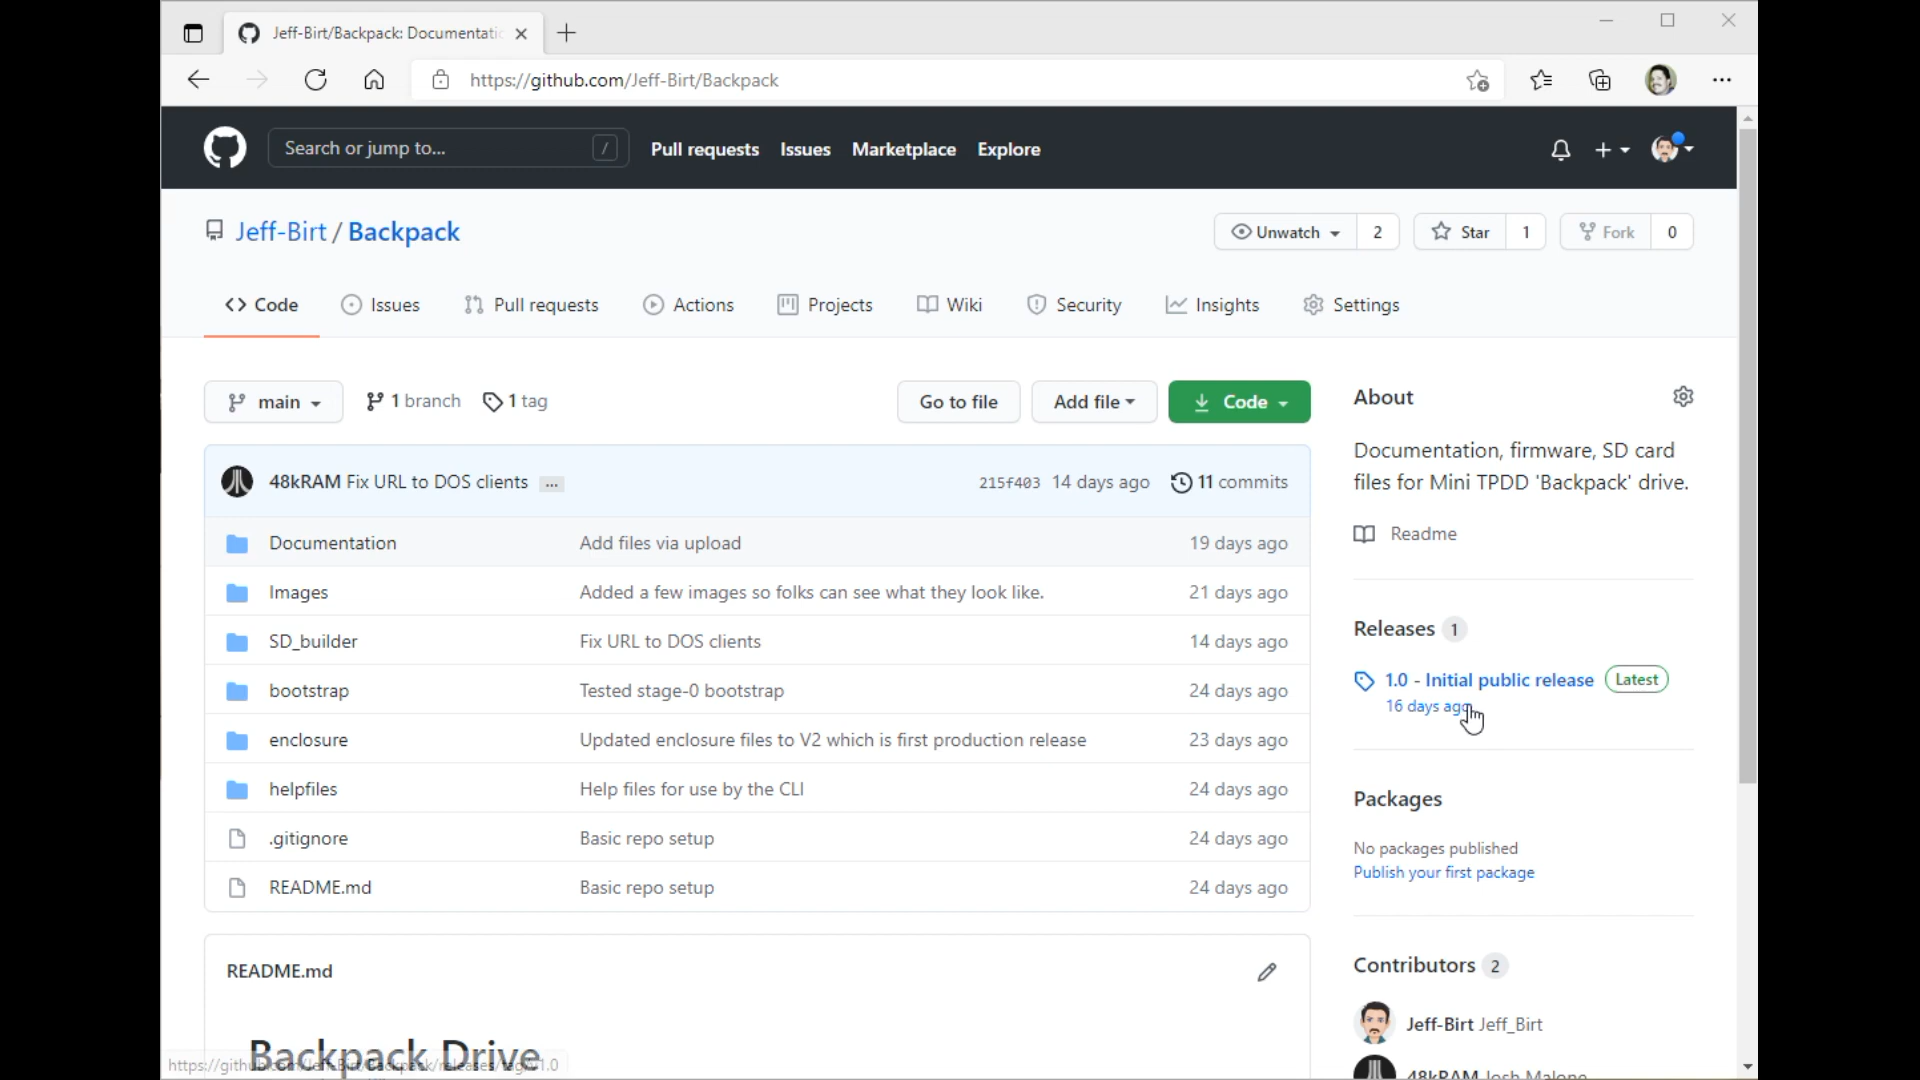 Jeff-Birt/Backpack: Documentatic
https://github.com/Jeff-Birt/Backpack
Search or jump to... /
Pull requests Issues Marketplace Explore
Jeff-Birt / Backpack
Unwatch 2 Star 1 Fork 0
Code Issues Pull requests Actions Projects Wiki Security Insights Settings
main 1 branch 1 tag Go to file Add file Code
48kRAM Fix URL to DOS clients ... 215f403 14 days ago 11 commits
Documentation Add files via upload 19 days ago
Images Added a few images so folks can see what they look like. 21 days ago
SD_builder Fix URL to DOS clients 14 days ago
bootstrap Tested stage-0 bootstrap 24 days ago
enclosure Updated enclosure files to V2 which is first production release 23 days ago
helpfiles Help files for use by the CLI 24 days ago
.gitignore Basic repo setup 24 days ago
README.md Basic repo setup 24 days ago
README.md
Backpack Drive
About
Documentation, firmware, SD card
files for Mini TPDD 'Backpack' drive.
Readme
Releases 1
1.0 - Initial public release Latest
16 days ago
Packages
No packages published
Publish your first package
Contributors 2
Jeff-Birt Jeff_Birt
48kRAM Josh Malone